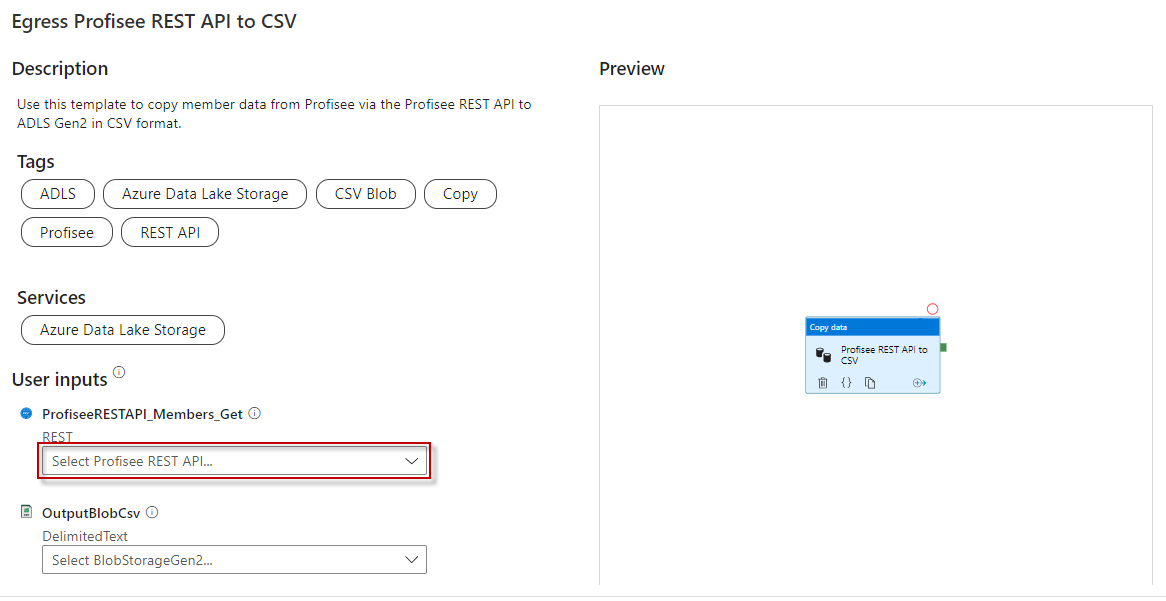 Egress Profisee REST API to CSV
Description
Use this template to copy member data from Profisee via the Profisee REST API to
ADLS Gen2 in CSV format.
Tags
ADLS
Azure Data Lake Storage
CSV Blob
Copy
Profisee
REST API
Services
Azure Data Lake Storage
User inputs
ProfiseeRESTAPI_Members_Get
REST
Select Profisee REST API...
OutputBlobCsv
DelimitedText
Select BlobStorageGen2...
Preview
Copy data
Profisee REST API to
CSV